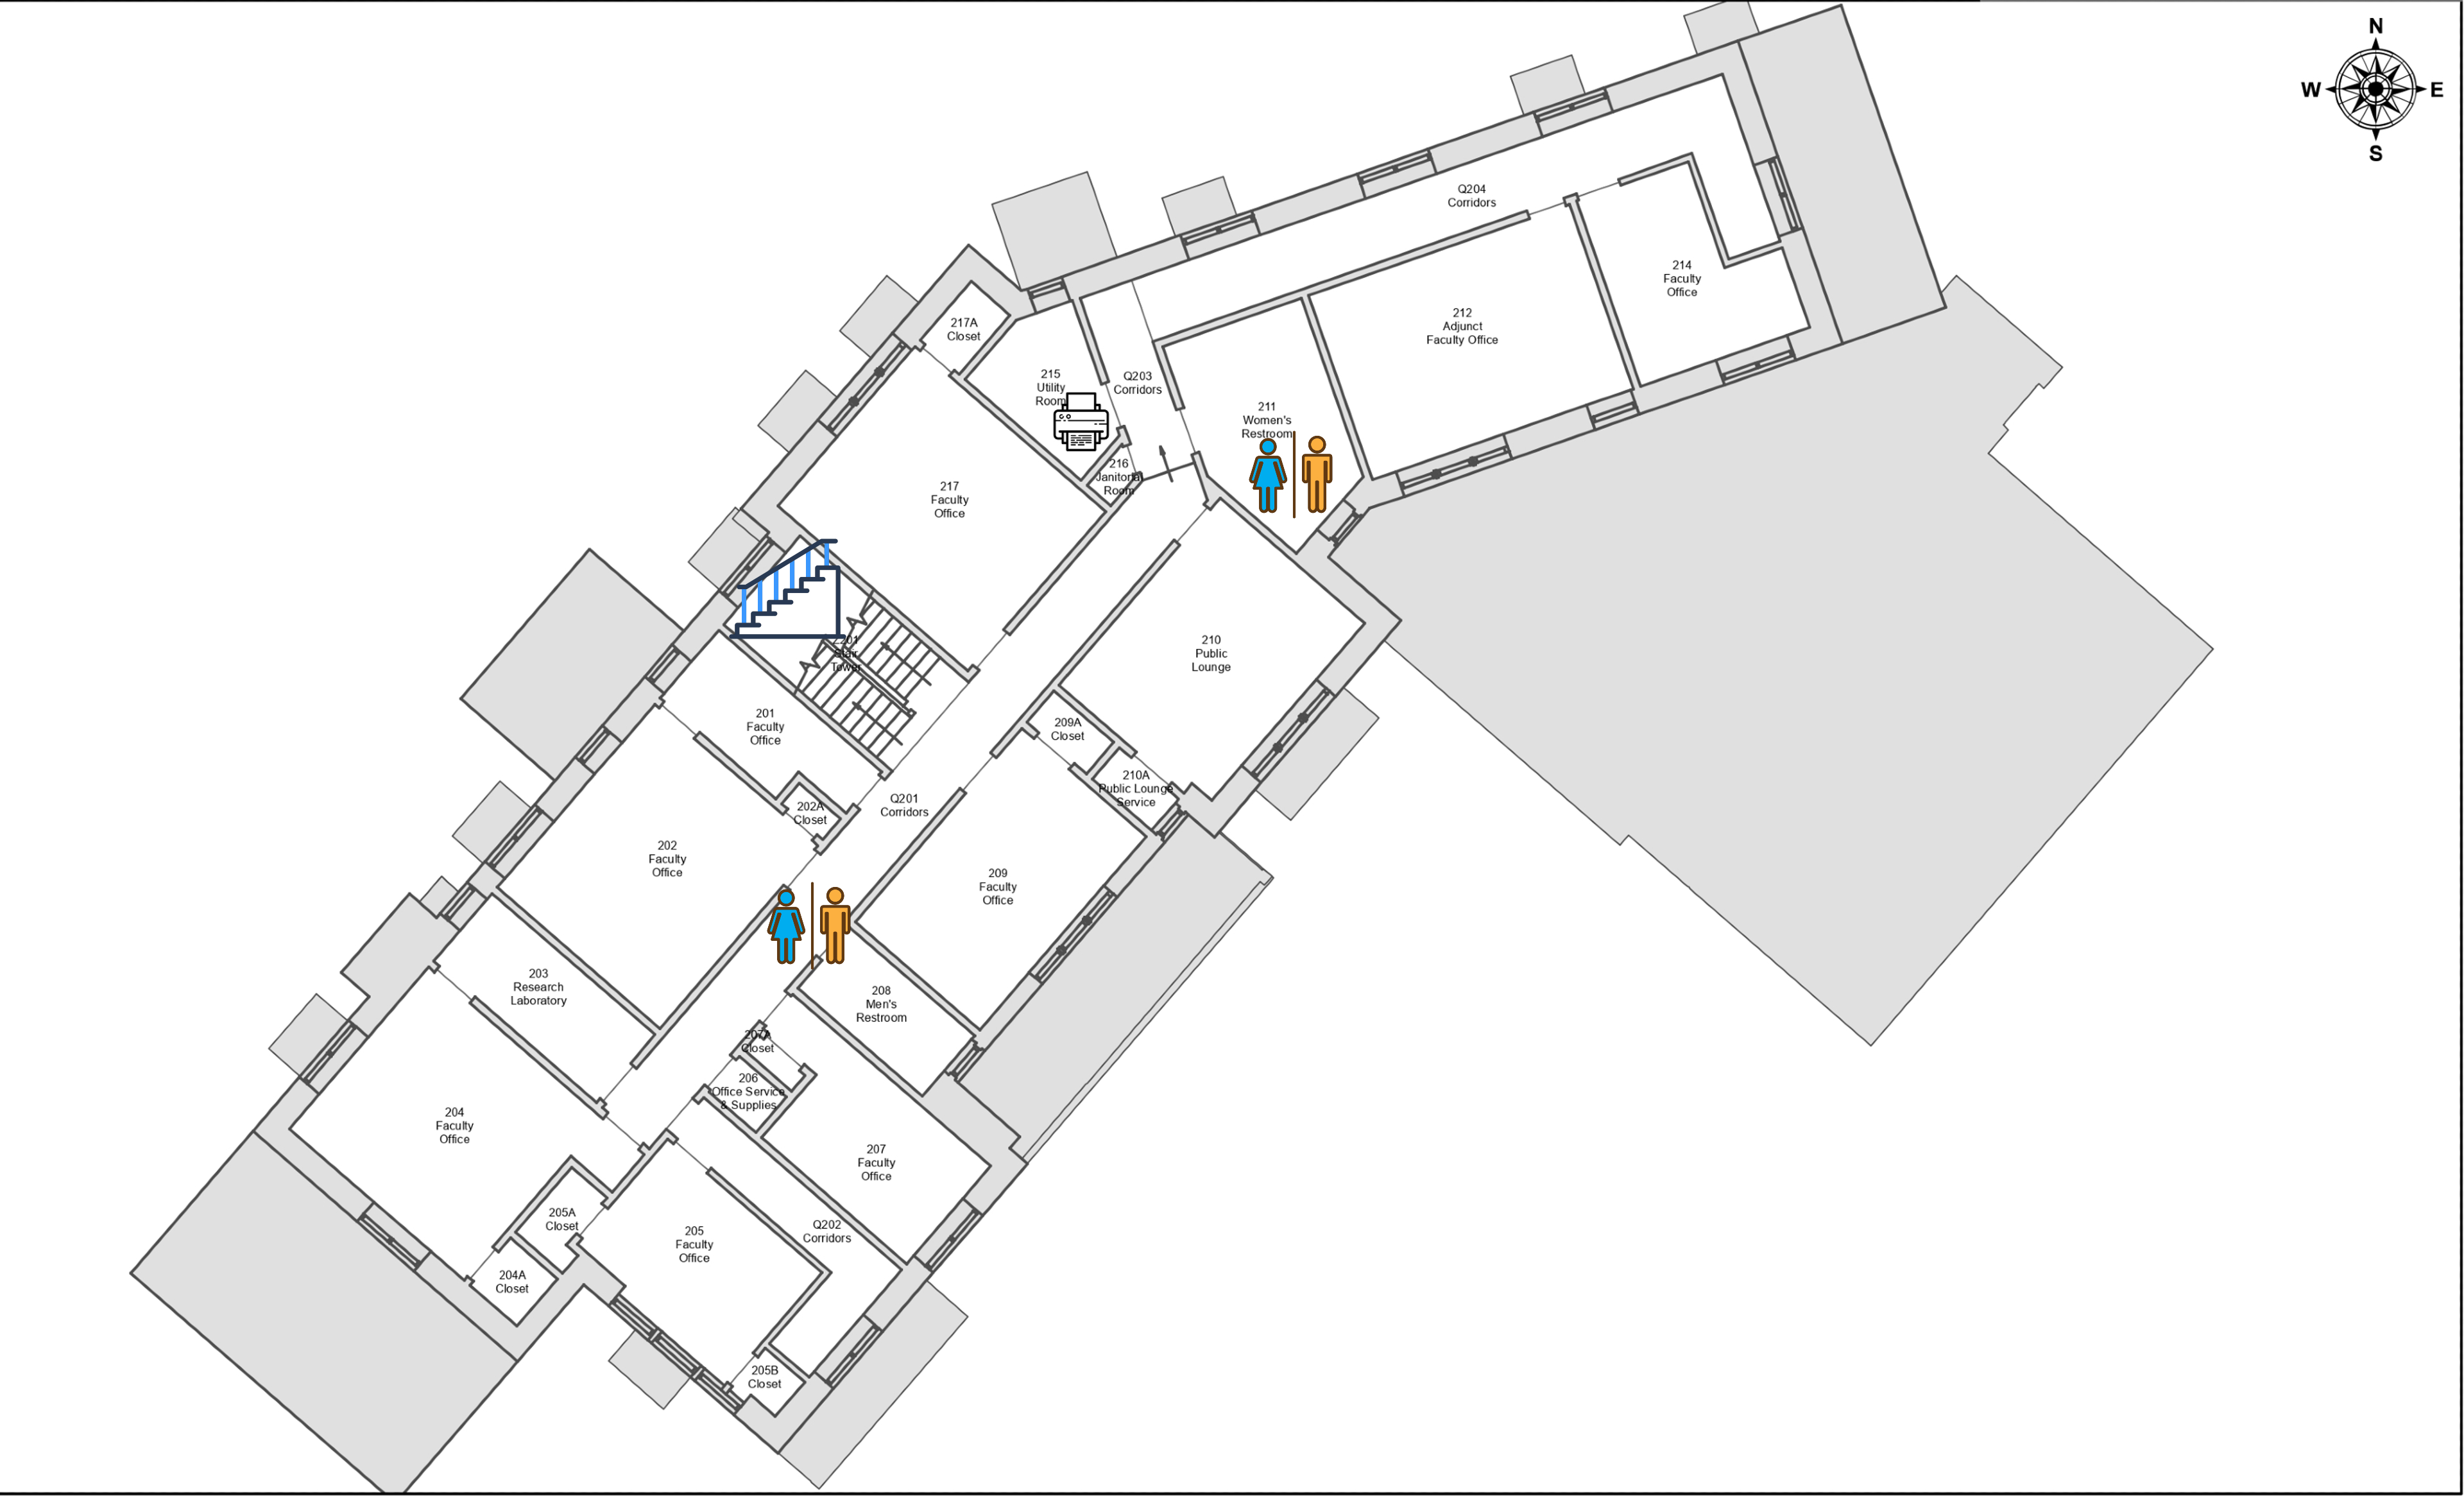 N
W
E
S
Q204
Corridors
214
Faculty
Office
212
Adjunct
Faculty Office
217A
Closet
215
Utility
Room
Q203
Corridors
211
Women's
Restroom
216
Janitorial
Room
217
Faculty
Office
210
Public
Lounge
Z201
Stair
Tower
201
Faculty
Office
209A
Closet
210A
Public Lounge
Service
202A
Closet
Q201
Corridors
202
Faculty
Office
209
Faculty
Office
203
Research
Laboratory
208
Men's
Restroom
207A
Closet
206
Office Service
& Supplies
204
Faculty
Office
207
Faculty
Office
205A
Closet
205
Faculty
Office
Q202
Corridors
204A
Closet
205B
Closet